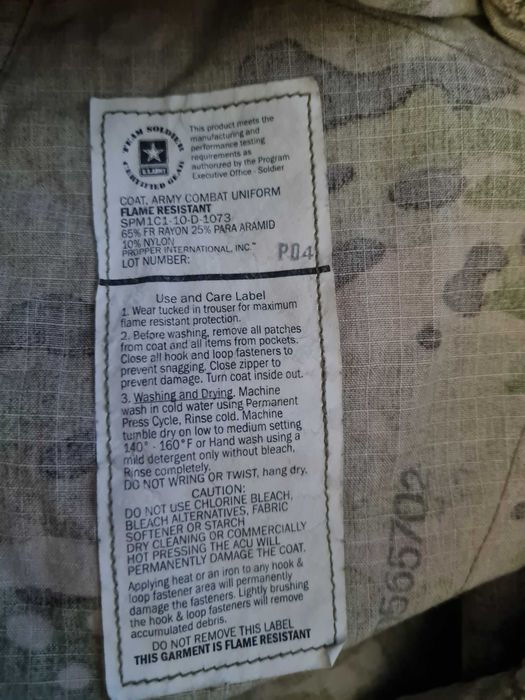 TEAM SOLDIER
CERTIFIED GEAR
U.S.ARMY
This product meets the
manufacturing and
performance testing
requirements as
authorized by the Program
Executive Office - Soldier
COAT, ARMY COMBAT UNIFORM
FLAME RESISTANT
SPM1C1-10-D-1073
65% FR RAYON 25% PARA ARAMID
10% NYLON
PROPPER INTERNATIONAL, INC.™
LOT NUMBER: P04
Use and Care Label
1. Wear tucked in trouser for maximum
flame resistant protection.
2. Before washing, remove all patches
from coat and all items from pockets.
Close all hook and loop fasteners to
prevent snagging. Close zipper to
prevent damage. Turn coat inside out.
3. Washing and Drying. Machine
wash in cold water using Permanent
Press Cycle, Rinse cold. Machine
tumble dry on low to medium setting
140° - 160°F or Hand wash using a
mild detergent only without bleach,
Rinse completely,
DO NOT WRING OR TWIST, hang dry.
CAUTION:
DO NOT USE CHLORINE BLEACH,
BLEACH ALTERNATIVES, FABRIC
SOFTENER OR STARCH
DRY CLEANING OR COMMERCIALLY
HOT PRESSING THE ACU WILL
PERMANENTLY DAMAGE THE COAT.
Applying heat or an iron to any hook &
loop fastener area will permanently
damage the fasteners. Lightly brushing
the hook & loop fasteners will remove
accumulated debris.
DO NOT REMOVE THIS LABEL
THIS GARMENT IS FLAME RESISTANT